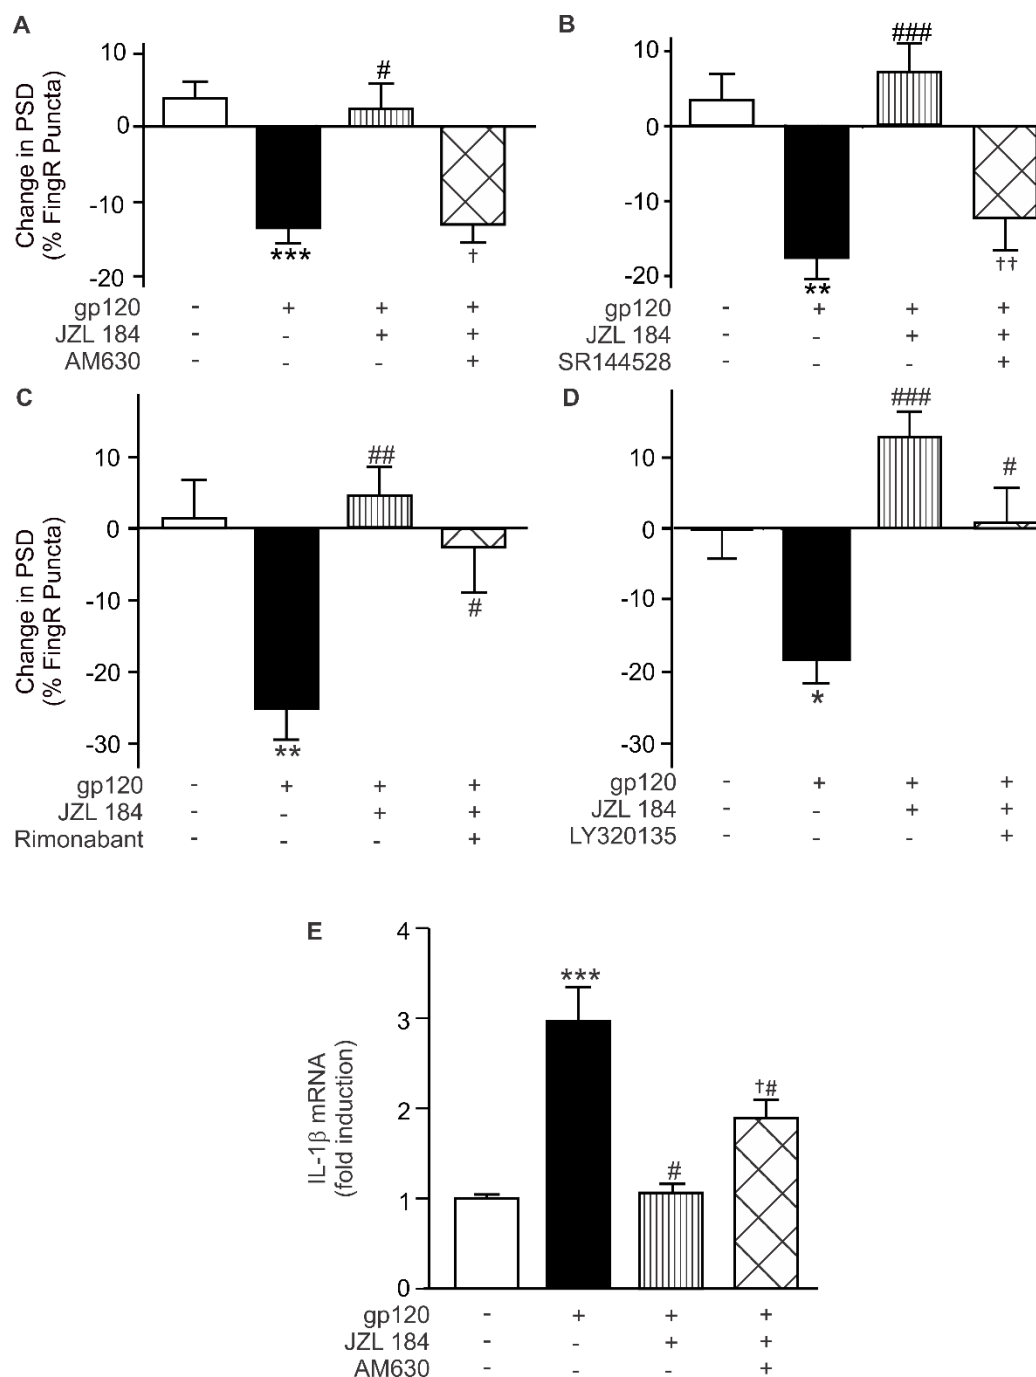 A
Change in PSD
(% FingR Puncta)
10
0
-10
-20
#
***
†
gp120 - + + +
JZL 184 - - + +
AM630 - - - +
B
10
0
-10
-20
###
**
††
gp120 - + + +
JZL 184 - - + +
SR144528 - - - +
C
Change in PSD
(% FingR Puncta)
10
0
-10
-20
-30
##
**
#
gp120 - + + +
JZL 184 - - + +
Rimonabant - - - +
D
10
0
-10
-20
-30
###
#
*
gp120 - + + +
JZL 184 - - + +
LY320135 - - - +
E
IL-1β mRNA
(fold induction)
4
3
2
1
0
***
#
†#
gp120 - + + +
JZL 184 - - + +
AM630 - - - +